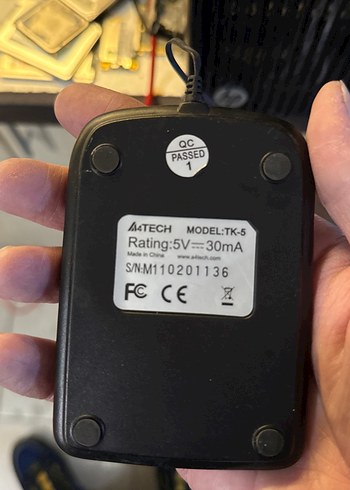 QC
PASSED
1
A4TECH MODEL:TK-5
Rating:5V⎓30mA
Made in China www.a4tech.com
S/N:M110201136
FC CE
hp